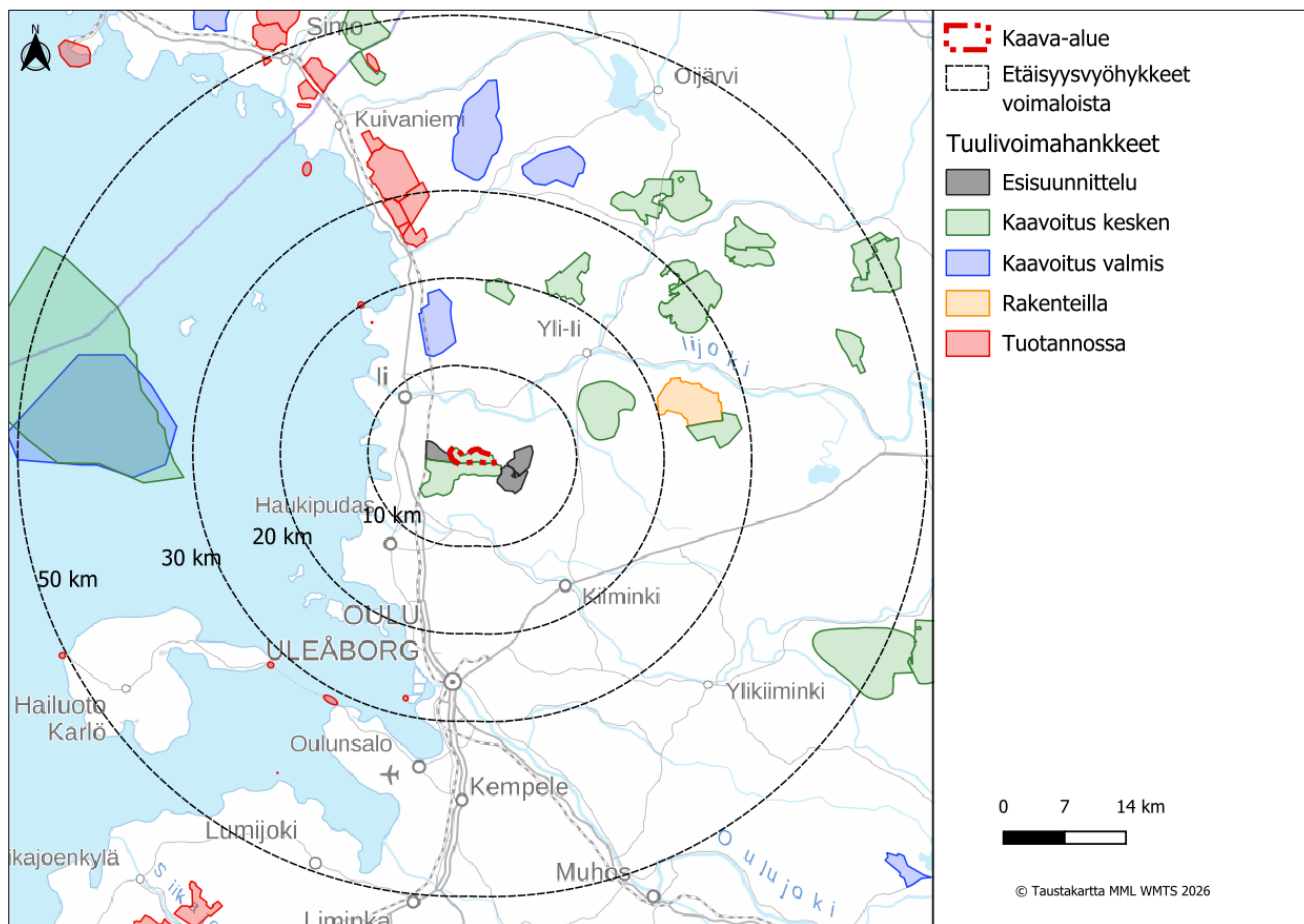 N
Simo
Oijärvi
Kuivaniemi
Yli-Ii
Iijoki
Ii
Haukipudas
10 km
20 km
30 km
50 km
Kiiminki
OULU
ULEÅBORG
Ylikiiminki
Hailuoto
Karlö
Oulunsalo
Kempele
Lumijoki
ikajoenkylä
Siika
Muhos
Oulujoki
Liminka
Kaava-alue
Etäisyysvyöhykkeet
voimaloista
Tuulivoimahankkeet
Esisuunnittelu
Kaavoitus kesken
Kaavoitus valmis
Rakenteilla
Tuotannossa
0 7 14 km
© Taustakartta MML WMTS 2026